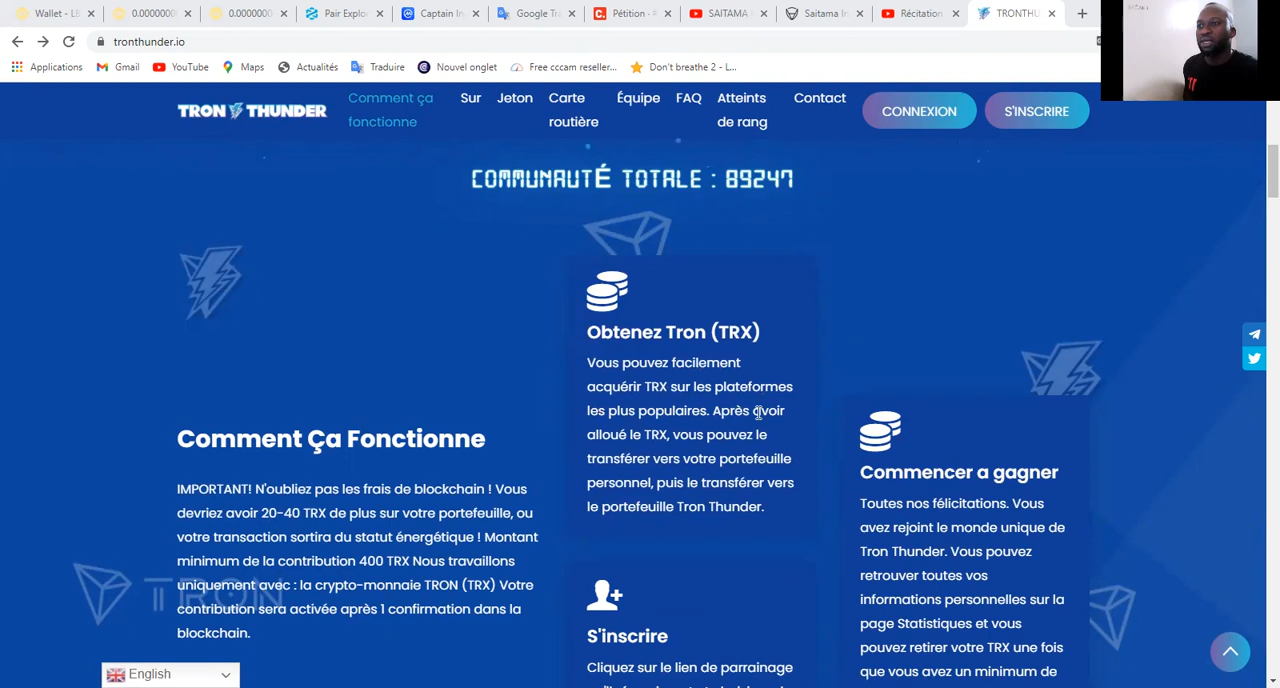 Wallet - LB
0.0000000
0.0000000
Pair Explo
Captain In
Google Tra
Pétition ·
SAITAMA
Saitama In
Récitation
TRONTHU
tronthunder.io
Applications
Gmail
YouTube
Maps
Actualités
Traduire
Nouvel onglet
Free cccam reseller...
Don't breathe 2 - L...
TRON THUNDER
Comment ça
fonctionne
Sur
Jeton
Carte
routière
Équipe
FAQ
Atteints
de rang
Contact
CONNEXION
S'INSCRIRE
COMMUNAUTÉ TOTALE : 89247
Comment Ça Fonctionne
IMPORTANT! N'oubliez pas les frais de blockchain ! Vous
devriez avoir 20-40 TRX de plus sur votre portefeuille, ou
votre transaction sortira du statut énergétique ! Montant
minimum de la contribution 400 TRX Nous travaillons
uniquement avec : la crypto-monnaie TRON (TRX) Votre
contribution sera activée après 1 confirmation dans la
blockchain.
TRON
Obtenez Tron (TRX)
Vous pouvez facilement
acquérir TRX sur les plateformes
les plus populaires. Après avoir
alloué le TRX, vous pouvez le
transférer vers votre portefeuille
personnel, puis le transférer vers
le portefeuille Tron Thunder.
S'inscrire
Cliquez sur le lien de parrainage
Commencer a gagner
Toutes nos félicitations. Vous
avez rejoint le monde unique de
Tron Thunder. Vous pouvez
retrouver toutes vos
informations personnelles sur la
page Statistiques et vous
pouvez retirer votre TRX une fois
que vous avez un minimum de
English